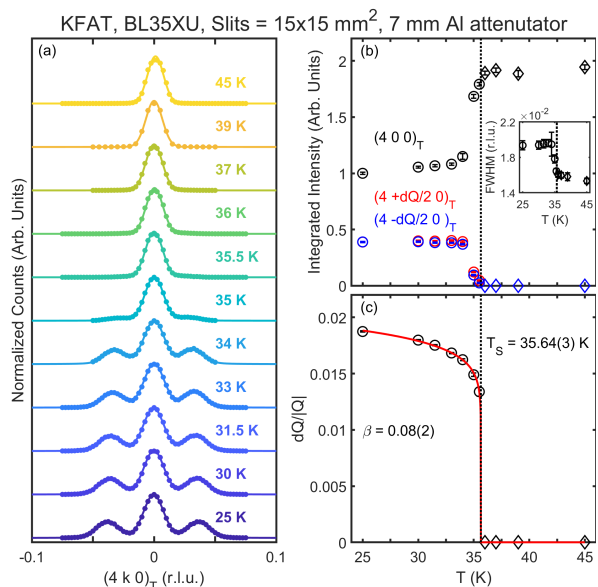 KFAT, BL35XU, Slits = 15x15 mm², 7 mm Al attenutator
(a)
45 K
39 K
37 K
36 K
35.5 K
35 K
34 K
33 K
31.5 K
30 K
25 K
Normalized Counts (Arb. Units)
-0.1
0
0.1
(4 k 0)T (r.l.u.)
(b)
2
1.5
1
0.5
0
Integrated Intensity (Arb. Units)
(4 0 0)T
(4 +dQ/2 0)T
(4 -dQ/2 0 )T
×10⁻²
2.2
1.8
1.4
FWHM (r.l.u.)
25
35
45
T (K)
(c)
0.02
0.015
0.01
0.005
0
dQ/|Q|
TS = 35.64(3) K
β = 0.08(2)
25
30
35
40
45
T (K)